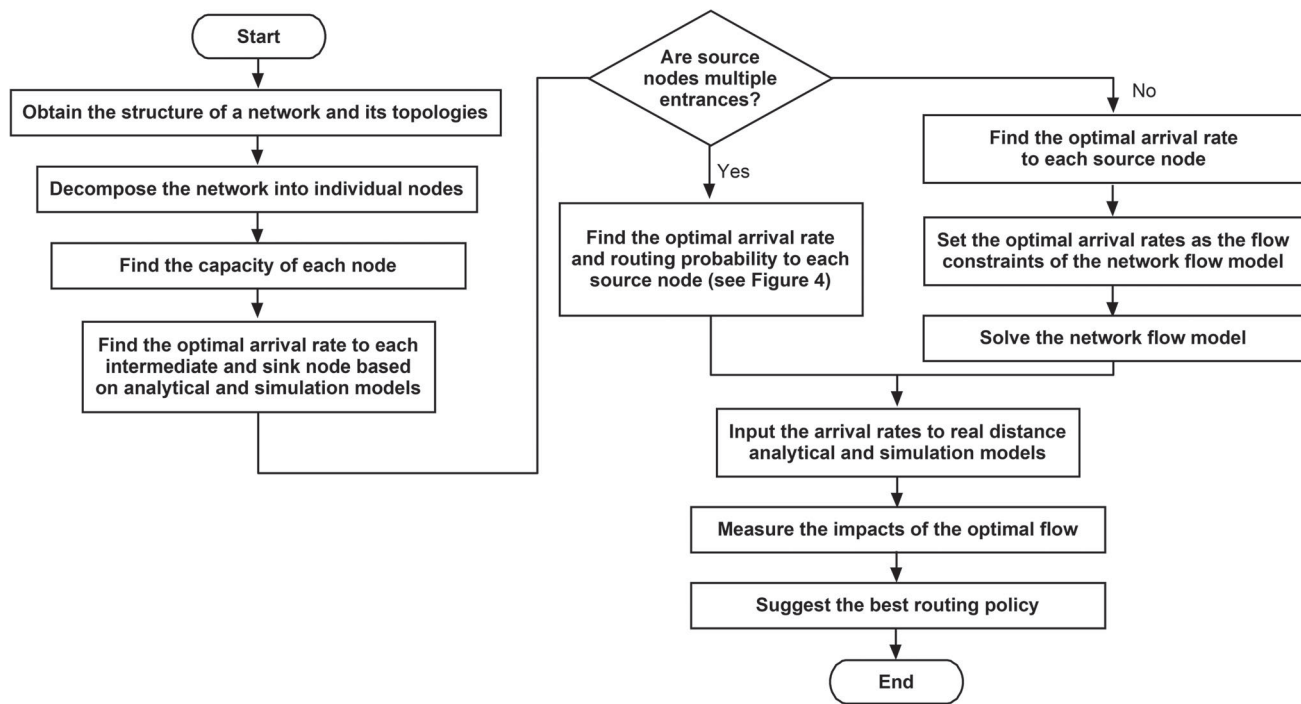 Start
Obtain the structure of a network and its topologies
Decompose the network into individual nodes
Find the capacity of each node
Find the optimal arrival rate to each
intermediate and sink node based
on analytical and simulation models
Are source
nodes multiple
entrances?
Yes
No
Find the optimal arrival rate
and routing probability to each
source node (see Figure 4)
Find the optimal arrival rate
to each source node
Set the optimal arrival rates as the flow
constraints of the network flow model
Solve the network flow model
Input the arrival rates to real distance
analytical and simulation models
Measure the impacts of the optimal flow
Suggest the best routing policy
End